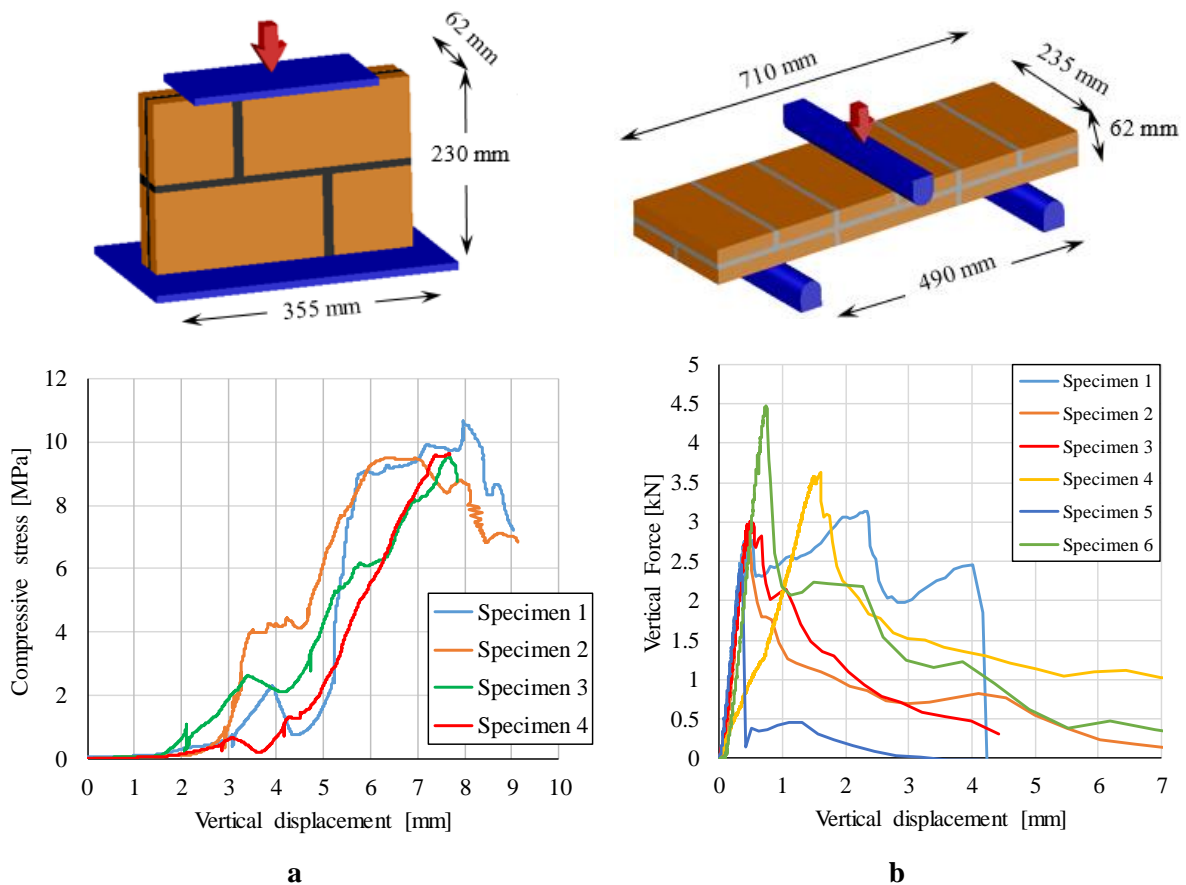 62 mm
230 mm
355 mm
710 mm
235 mm
62 mm
490 mm
Compressive stress [MPa]
12
10
8
6
4
2
0
0 1 2 3 4 5 6 7 8 9 10
Vertical displacement [mm]
Specimen 1
Specimen 2
Specimen 3
Specimen 4
a
Vertical Force [kN]
5
4.5
4
3.5
3
2.5
2
1.5
1
0.5
0
0 1 2 3 4 5 6 7
Vertical displacement [mm]
Specimen 1
Specimen 2
Specimen 3
Specimen 4
Specimen 5
Specimen 6
b